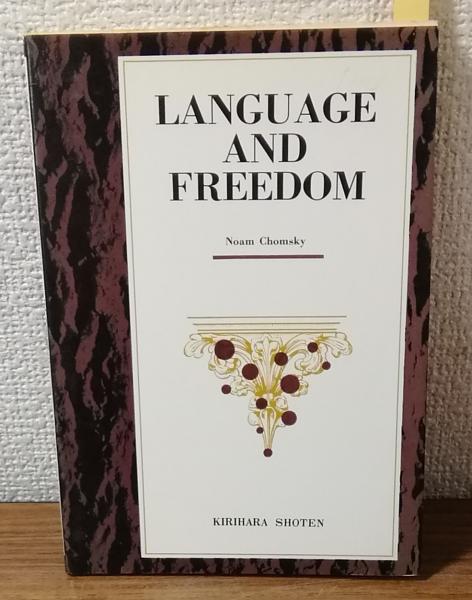 LANGUAGE
AND
FREEDOM
Noam Chomsky
KIRIHARA SHOTEN